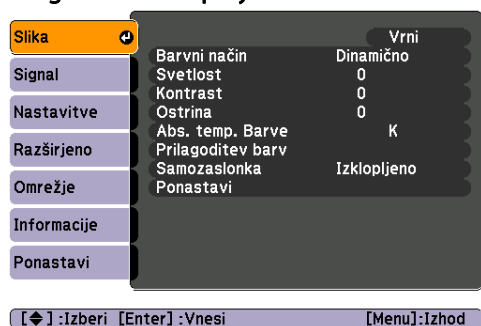 Slika
Signal
Nastavitve
Razširjeno
Omrežje
Informacije
Ponastavi
Vrni
Barvni način Dinamično
Svetlost 0
Kontrast 0
Ostrina 0
Abs. temp. Barve K
Prilagoditev barv
Samozaslonka Izklopljeno
Ponastavi
[ ] :Izberi [Enter] :Vnesi [Menu]:Izhod